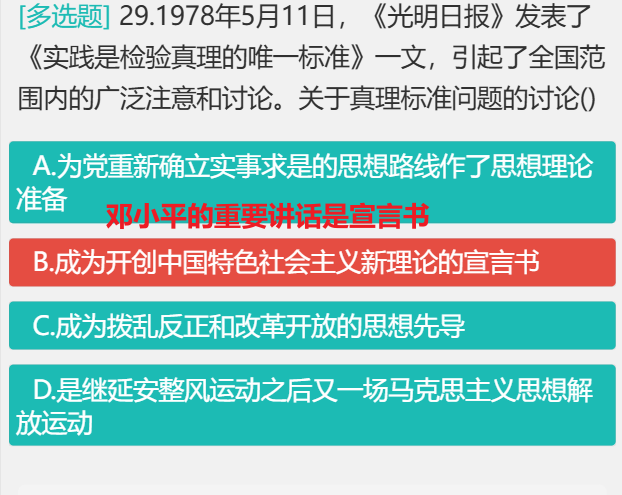 [多选题] 29.1978年5月11日，《光明日报》发表了
《实践是检验真理的唯一标准》一文，引起了全国范
围内的广泛注意和讨论。关于真理标准问题的讨论()
A.为党重新确立实事求是的思想路线作了思想理论
准备
邓小平的重要讲话是宣言书
B.成为开创中国特色社会主义新理论的宣言书
C.成为拨乱反正和改革开放的思想先导
D.是继延安整风运动之后又一场马克思主义思想解
放运动